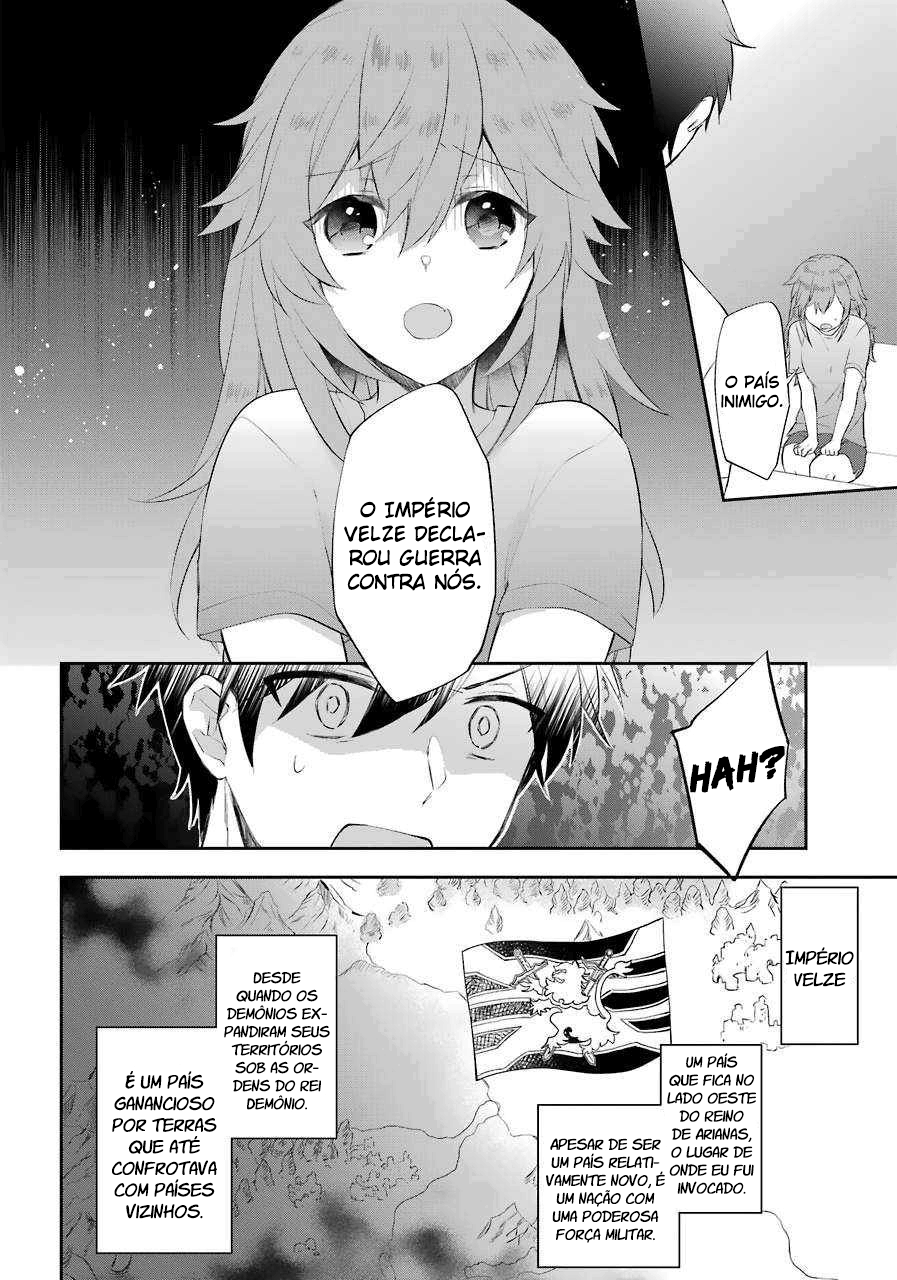 O PAÍS
INIMIGO.
O IMPÉRIO
VELZE DECLA-
ROU GUERRA
CONTRA NÓS.
HAH?
IMPÉRIO
VELZE
UM PAÍS
QUE FICA NO
LADO OESTE
DO REINO
DE ARIANAS,
O LUGAR DE
ONDE EU FUI
INVOCADO.
APESAR DE SER
UM PAÍS RELATI-
VAMENTE NOVO, É
UM NAÇÃO COM
UMA PODEROSA
FORÇA MILITAR.
DESDE
QUANDO OS
DEMÔNIOS EX-
PANDIRAM SEUS
TERRITÓRIOS
SOB AS OR-
DENS DO REI
DEMÔNIO.
É UM PAÍS
GANANCIOSO
POR TERRAS
QUE ATÉ
CONFROTAVA
COM PAÍSES
VIZINHOS.